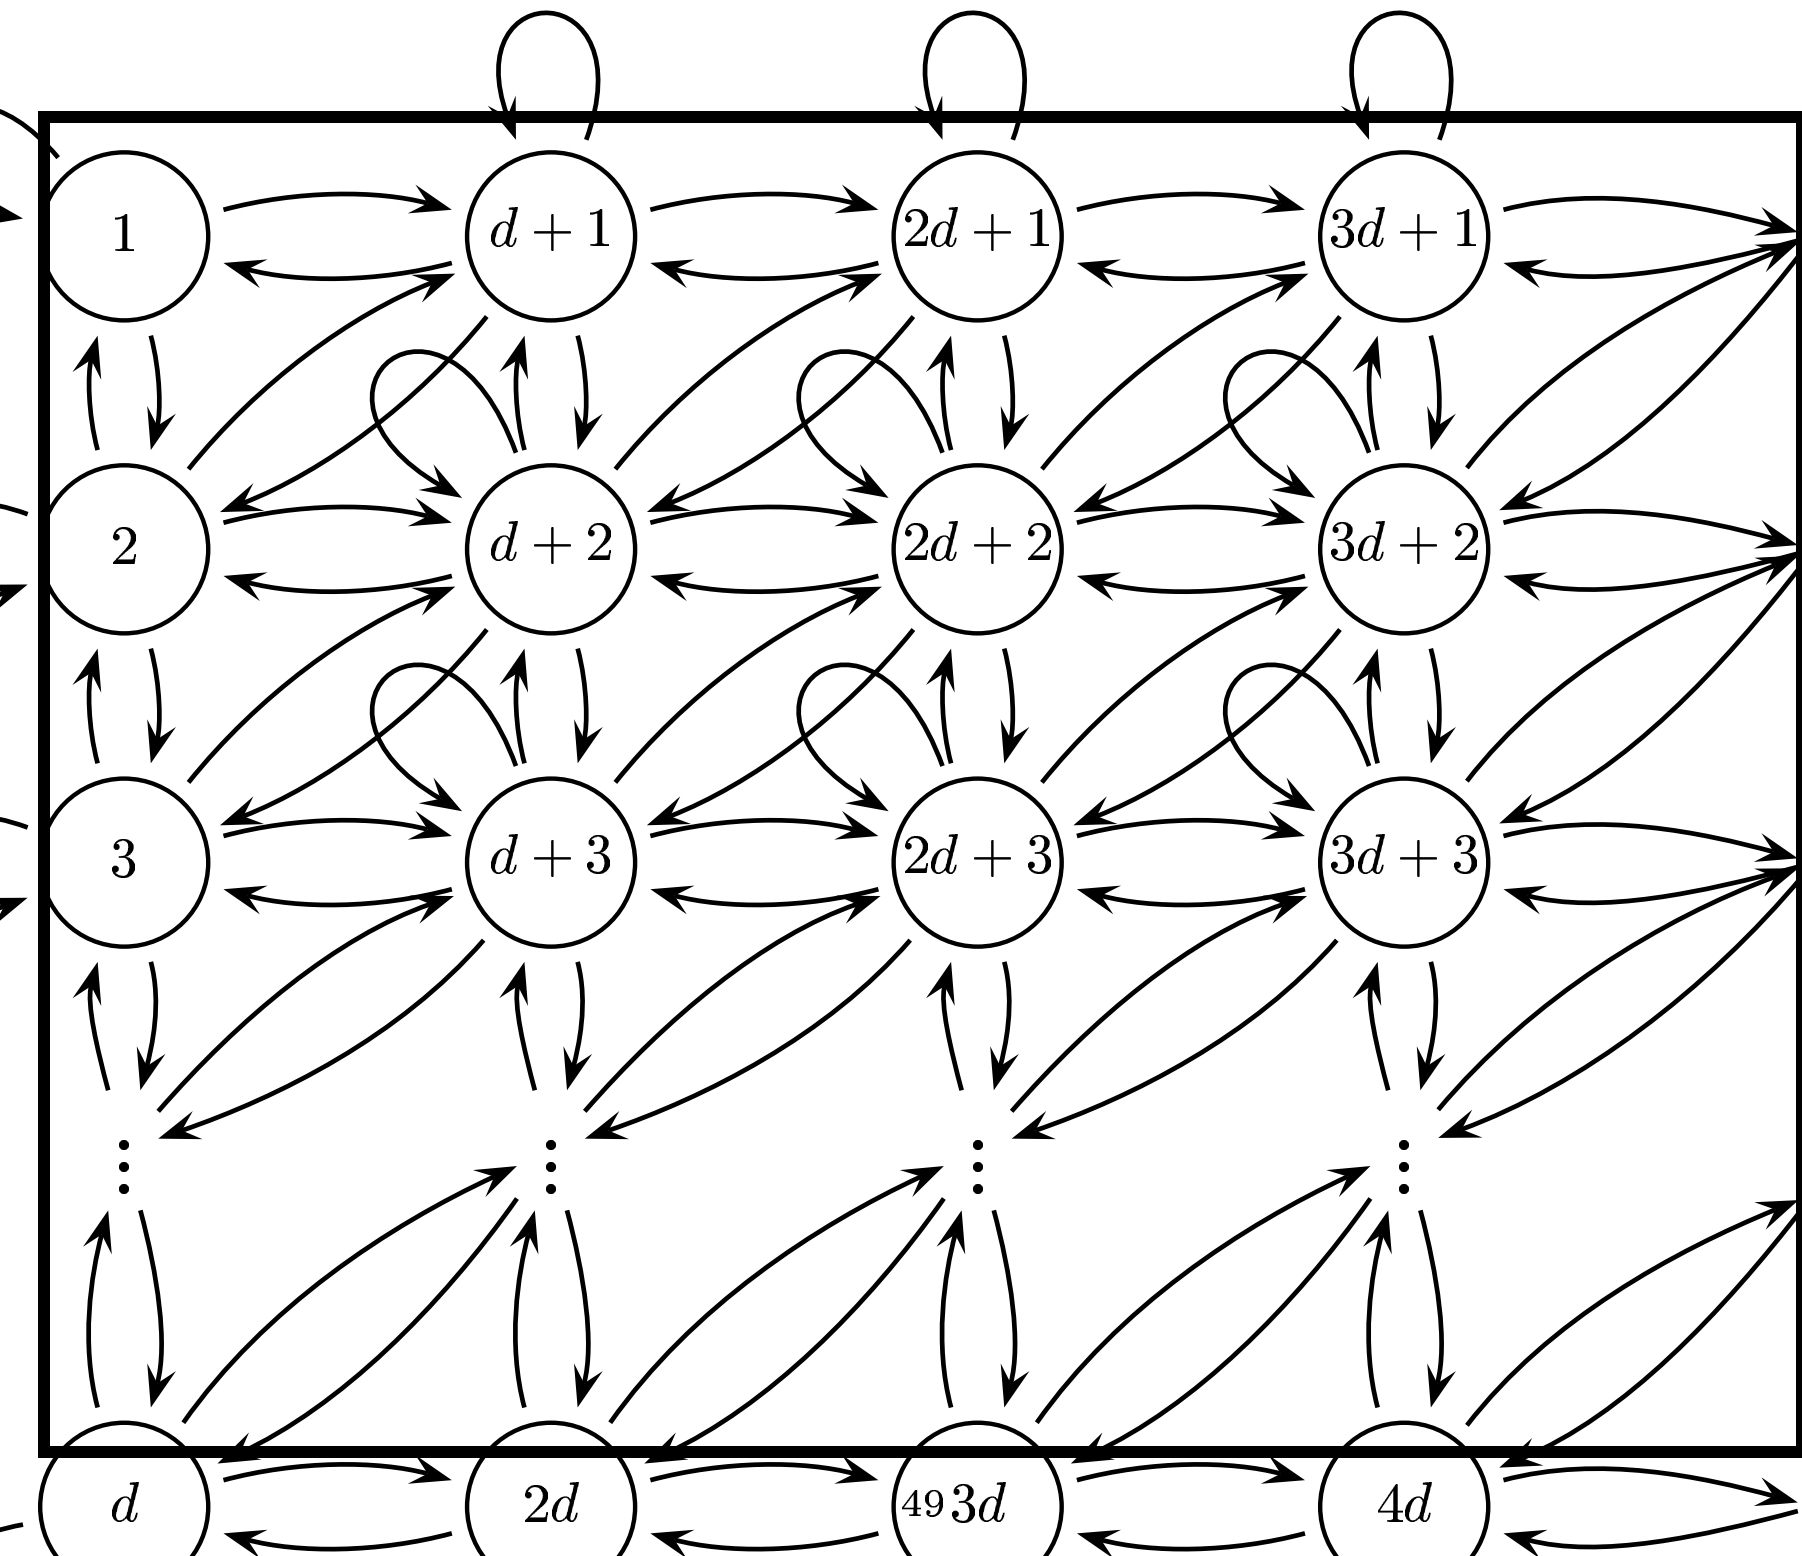 1 d + 1 2d + 1 3d + 1
2 d + 2 2d + 2 3d + 2
3 d + 3 2d + 3 3d + 3
⋮ ⋮ ⋮ ⋮
d 2d 49 3d 4d